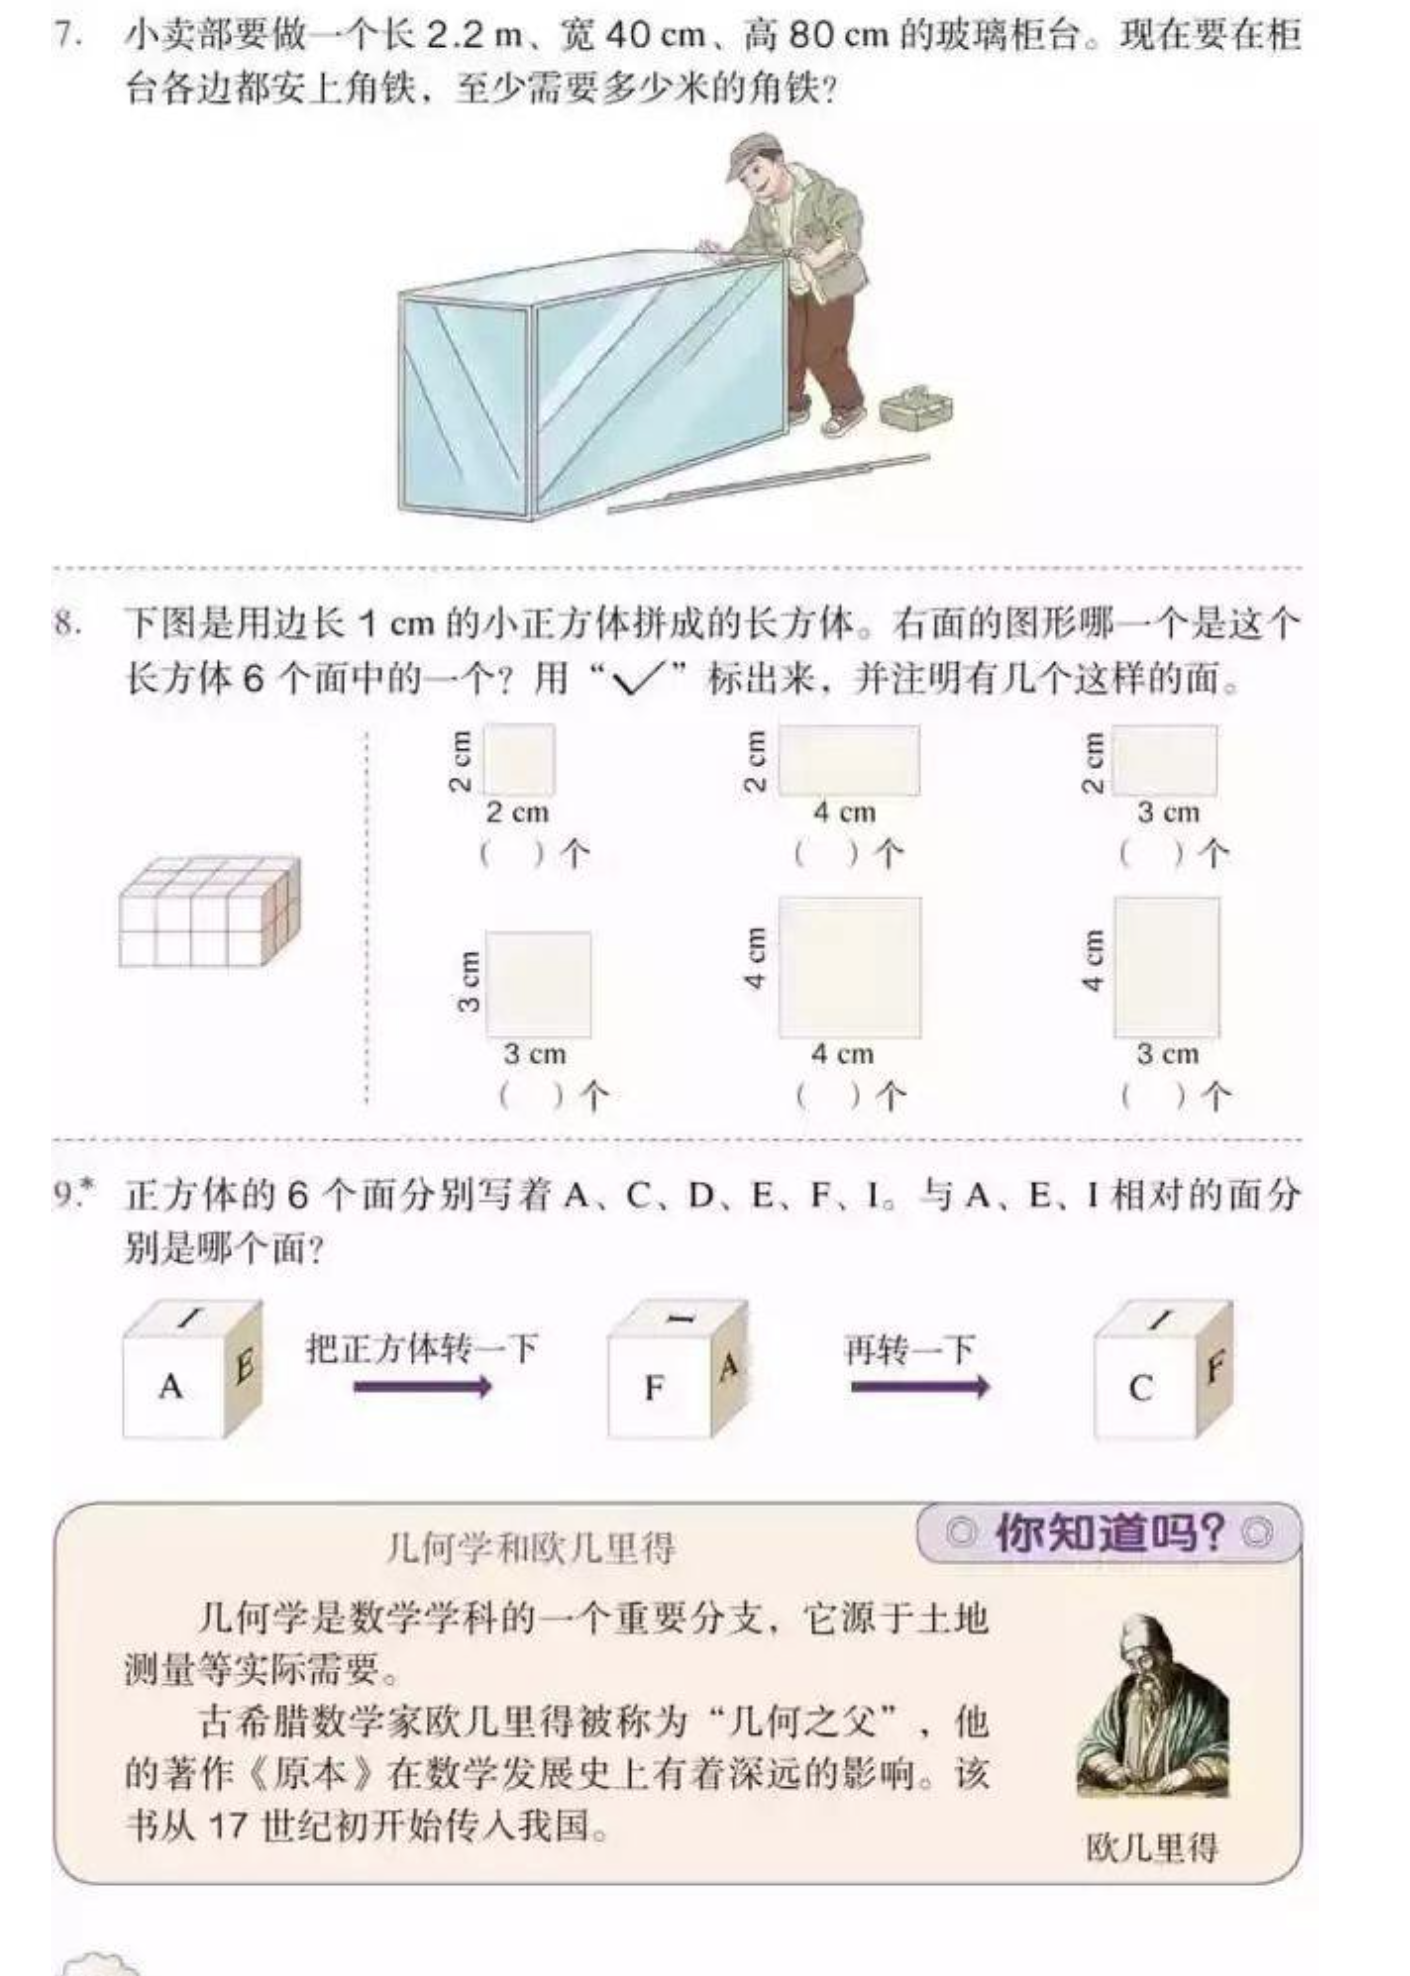 7. 小卖部要做一个长 2.2 m、宽 40 cm、高 80 cm 的玻璃柜台。现在要在柜
台各边都安上角铁，至少需要多少米的角铁？
8. 下图是用边长 1 cm 的小正方体拼成的长方体。右面的图形哪一个是这个
长方体 6 个面中的一个？用“✓”标出来，并注明有几个这样的面。
2 cm 2 cm 2 cm
2 cm 4 cm 3 cm
( )个 ( )个 ( )个
3 cm 4 cm 4 cm
3 cm 4 cm 3 cm
( )个 ( )个 ( )个
9.* 正方体的 6 个面分别写着 A、C、D、E、F、I。与 A、E、I 相对的面分
别是哪个面？
I I I
把正方体转一下 再转一下
A E F A C F
你知道吗？
几何学和欧几里得
几何学是数学学科的一个重要分支，它源于土地
测量等实际需要。
古希腊数学家欧几里得被称为“几何之父”，他
的著作《原本》在数学发展史上有着深远的影响。该
书从 17 世纪初开始传入我国。
欧几里得